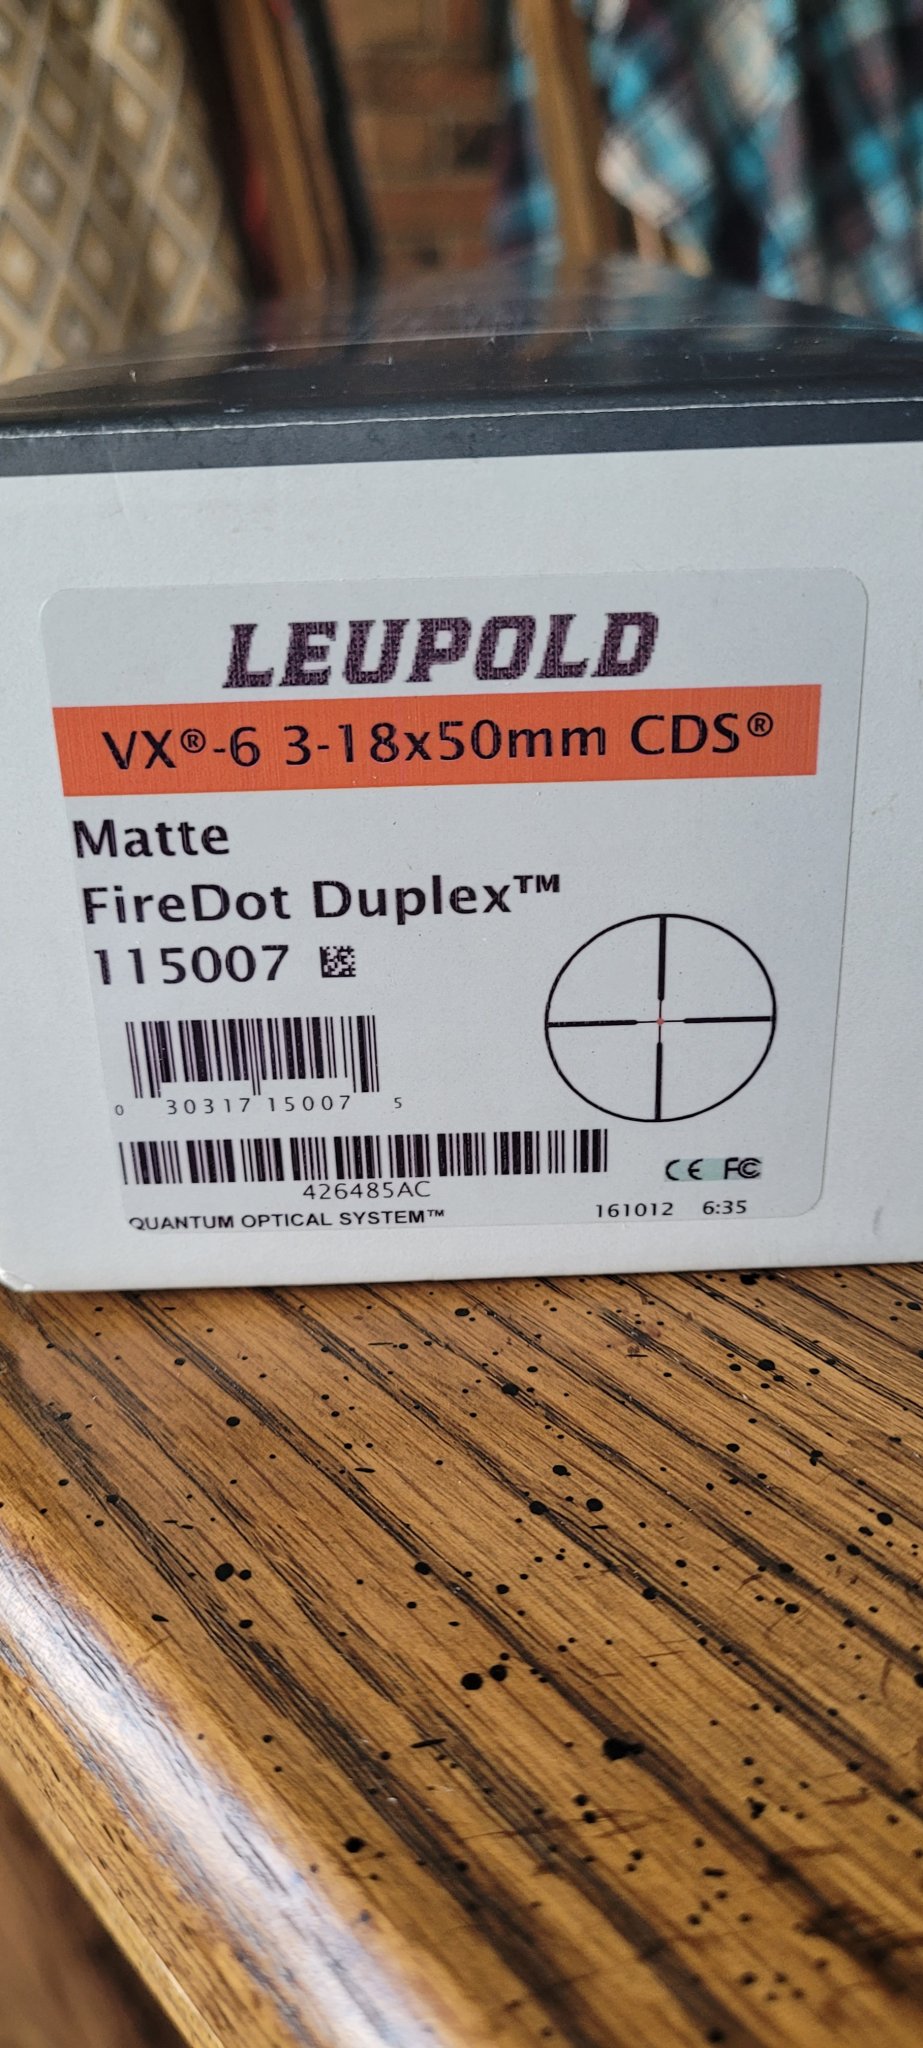 LEUPOLD
VX®-6 3-18x50mm CDS®
Matte
FireDot Duplex™
115007
0 30317 15007 5
426485AC
CE FC
QUANTUM OPTICAL SYSTEM™
161012 6:35